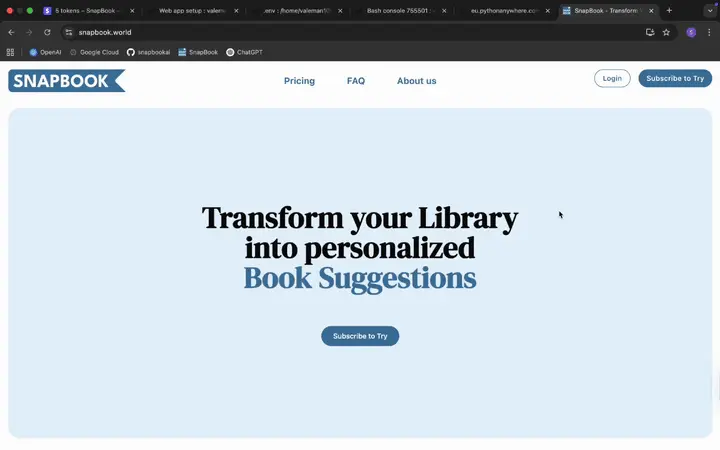 5 tokens – SnapBook –
Web app setup : valem
.env : /home/valeman10
Bash console 755501
eu.pythonanywhere.co
SnapBook - Transform
snapbook.world
OpenAI
Google Cloud
snapbookai
SnapBook
ChatGPT
SNAPBOOK
Pricing
FAQ
About us
Login
Subscribe to Try
Transform your Library
into personalized
Book Suggestions
Subscribe to Try